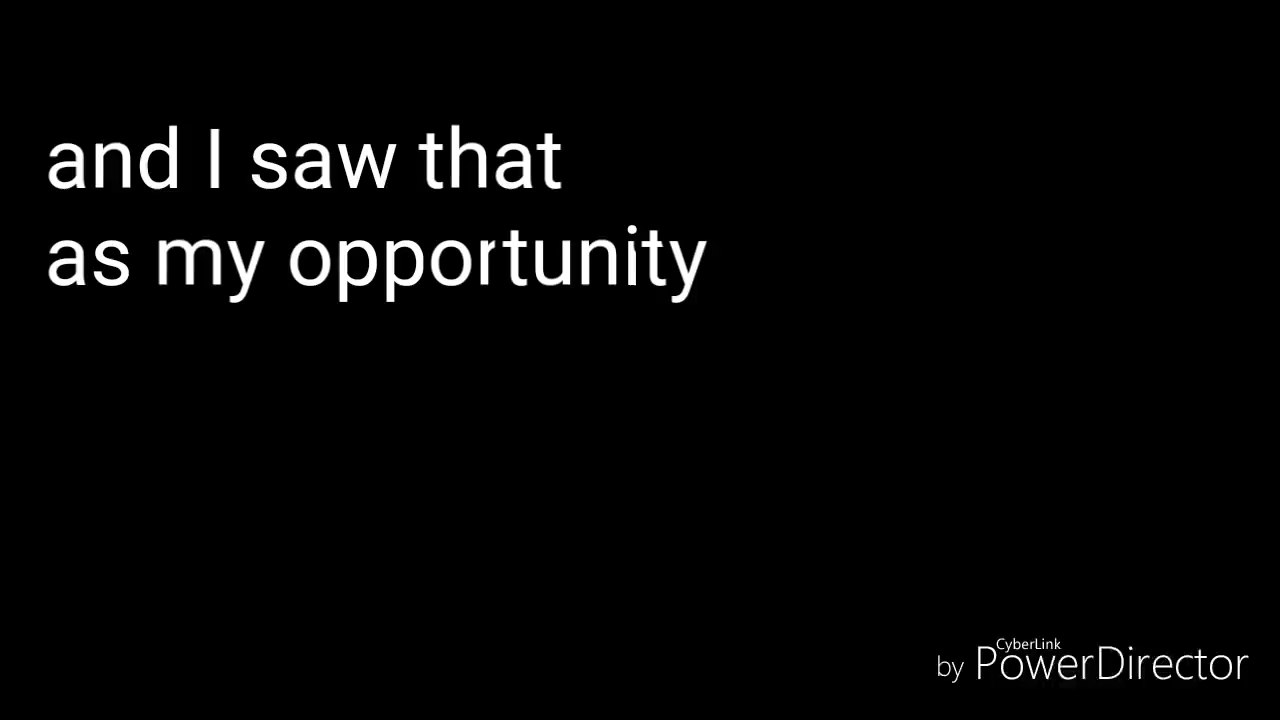 and I saw that
as my opportunity
CyberLink
by PowerDirector